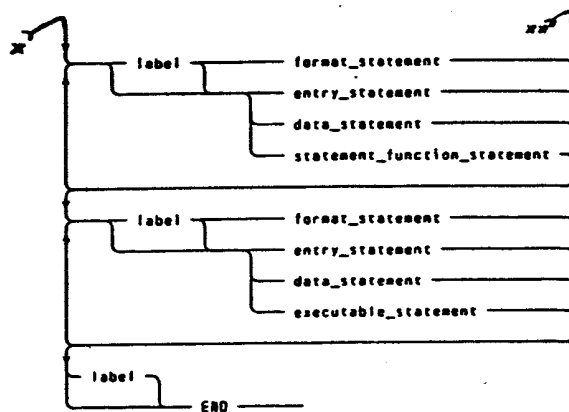 x xx
label format_statement
entry_statement
data_statement
statement_function_statement
label format_statement
entry_statement
data_statement
executable_statement
label
END